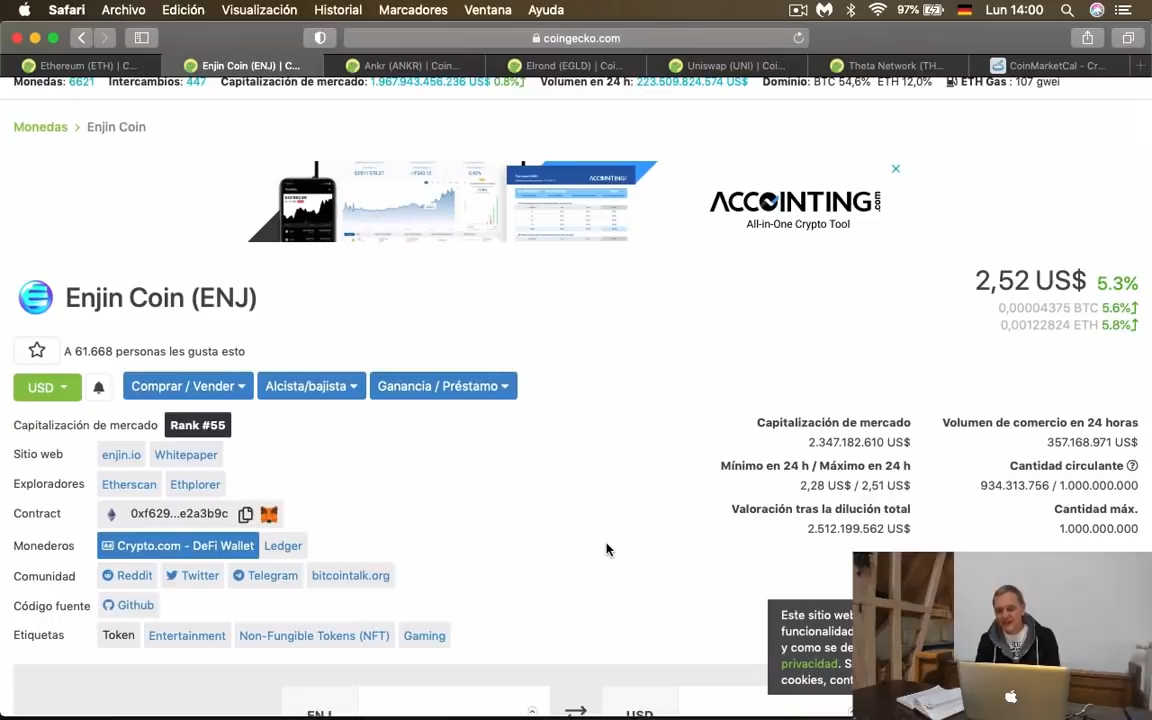 Safari Archivo Edición Visualización Historial Marcadores Ventana Ayuda 97% Lun 14:00
coingecko.com
Ethereum (ETH) | C... Enjin Coin (ENJ) | C... Ankr (ANKR) | Coin... Elrond (EGLD) | Coi... Uniswap (UNI) | Coi... Theta Network (TH... CoinMarketCal - Cr...
Monedas: 6621 Intercambios: 447 Capitalización de mercado: 1.967.943.456.236 US$ 0.8% Volumen en 24 h: 223.509.824.574 US$ Dominio: BTC 54,6% ETH 12,0% ETH Gas: 107 gwei
Monedas > Enjin Coin
ACCOINTING.com
All-in-One Crypto Tool
Enjin Coin (ENJ)
2,52 US$ 5.3%
0,00004375 BTC 5.6%
0,00122824 ETH 5.8%
A 61.668 personas les gusta esto
USD Comprar / Vender Alcista/bajista Ganancia / Préstamo
Capitalización de mercado Rank #55
Sitio web enjin.io Whitepaper
Exploradores Etherscan Ethplorer
Contract 0xf629...e2a3b9c
Monederos Ad Crypto.com - DeFi Wallet Ledger
Comunidad Reddit Twitter Telegram bitcointalk.org
Código fuente Github
Etiquetas Token Entertainment Non-Fungible Tokens (NFT) Gaming
Capitalización de mercado
2.347.182.610 US$
Mínimo en 24 h / Máximo en 24 h
2,28 US$ / 2,51 US$
Valoración tras la dilución total
2.512.199.562 US$
Volumen de comercio en 24 horas
357.168.971 US$
Cantidad circulante
934.313.756 / 1.000.000.000
Cantidad máx.
1.000.000.000
Este sitio web
funcionalidad
y como se de
privacidad. S
cookies, cont
ENJ USD